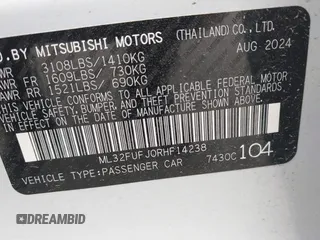 D.BY MITSUBISHI MOTORS (THAILAND) CO.,LTD.
AUG 2024
WR 3108LBS/1410KG
AWR FR 1609LBS/ 730KG
AWR RR 1521LBS/ 690KG
THIS VEHICLE CONFORMS TO ALL APPLICABLE FEDERAL
MOTOR VEHICLE SAFETY, BUMPER, AND THEFT PREVENTION
STANDARDS IN EFFECT ON THE DATE OF MANUFACTURE
SHOWN ABOVE.
ML32FUFJ0RHF14238
VEHICLE TYPE:PASSENGER CAR 7430C 104
DREAMBID